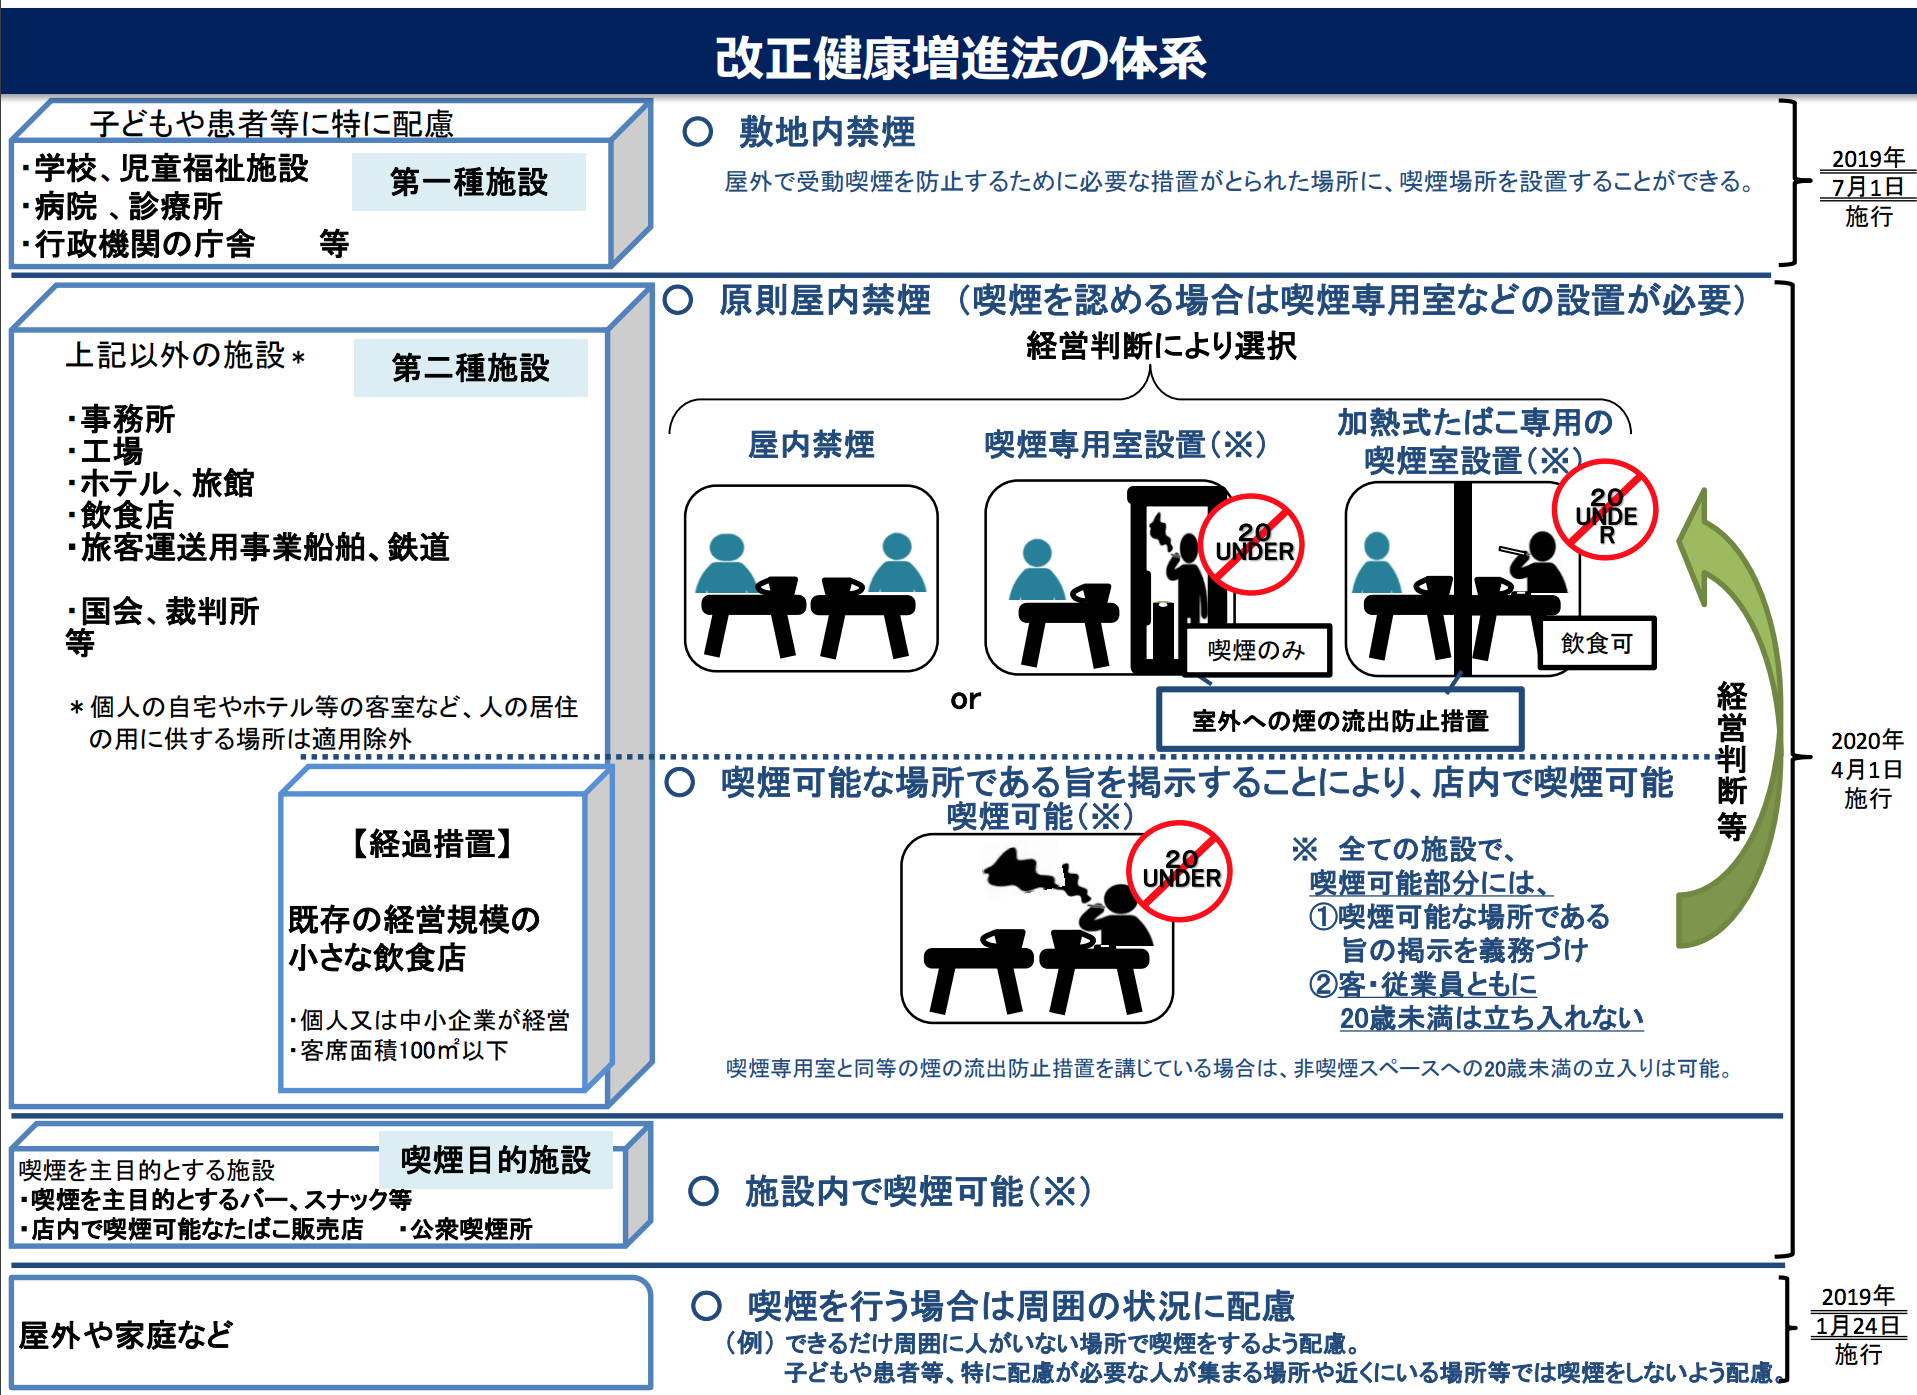 改正健康増進法の体系
子どもや患者等に特に配慮
・学校、児童福祉施設
・病院 、診療所
・行政機関の庁舎 等
第一種施設
○ 敷地内禁煙
屋外で受動喫煙を防止するために必要な措置がとられた場所に、喫煙場所を設置することができる。
2019年
7月1日
施行
上記以外の施設*
第二種施設
・事務所
・工場
・ホテル、旅館
・飲食店
・旅客運送用事業船舶、鉄道
・国会、裁判所
等
*個人の自宅やホテル等の客室など、人の居住
の用に供する場所は適用除外
○ 原則屋内禁煙 (喫煙を認める場合は喫煙専用室などの設置が必要)
経営判断により選択
屋内禁煙
喫煙専用室設置(※)
加熱式たばこ専用の
喫煙室設置(※)
20
UNDER
20
UNDE
R
喫煙のみ
飲食可
or
室外への煙の流出防止措置
経営判断等
2020年
4月1日
施行
【経過措置】
既存の経営規模の
小さな飲食店
・個人又は中小企業が経営
・客席面積100㎡以下
○ 喫煙可能な場所である旨を掲示することにより、店内で喫煙可能
喫煙可能(※)
20
UNDER
※ 全ての施設で、
喫煙可能部分には、
①喫煙可能な場所である
旨の掲示を義務づけ
②客・従業員ともに
20歳未満は立ち入れない
喫煙専用室と同等の煙の流出防止措置を講じている場合は、非喫煙スペースへの20歳未満の立入りは可能。
喫煙目的施設
喫煙を主目的とする施設
・喫煙を主目的とするバー、スナック等
・店内で喫煙可能なたばこ販売店 ・公衆喫煙所
○ 施設内で喫煙可能(※)
屋外や家庭など
○ 喫煙を行う場合は周囲の状況に配慮
(例) できるだけ周囲に人がいない場所で喫煙をするよう配慮。
子どもや患者等、特に配慮が必要な人が集まる場所や近くにいる場所等では喫煙をしないよう配慮。
2019年
1月24日
施行